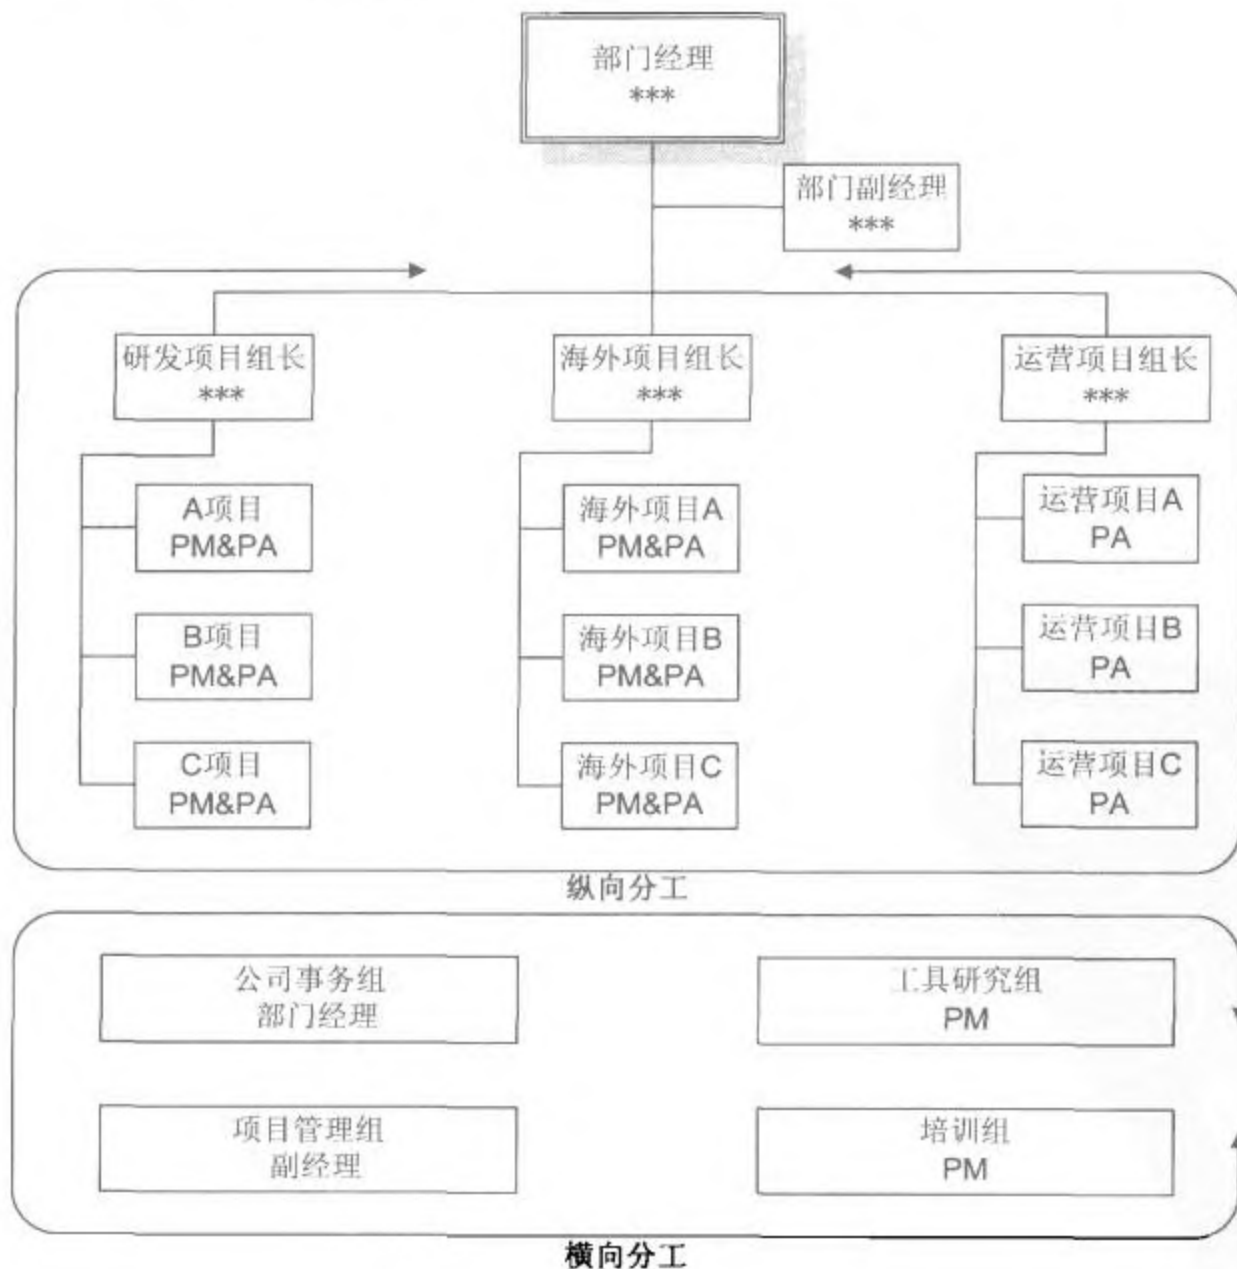 部门经理
***
部门副经理
***
研发项目组长
***
海外项目组长
***
运营项目组长
***
A项目
PM&PA
海外项目A
PM&PA
运营项目A
PA
B项目
PM&PA
海外项目B
PM&PA
运营项目B
PA
C项目
PM&PA
海外项目C
PM&PA
运营项目C
PA
纵向分工
公司事务组
部门经理
工具研究组
PM
项目管理组
副经理
培训组
PM
横向分工